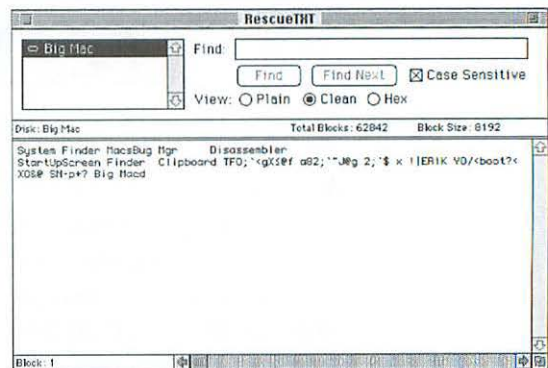 RescueTXT
Big Mac
Find:
Find Find Next Case Sensitive
View: Plain Clean Hex
Disk: Big Mac Total Blocks: 62842 Block Size: 8192
System Finder MacsBug Mgr Disassembler
StartUpScreen Finder Clipboard
Big Macd
Block: 1